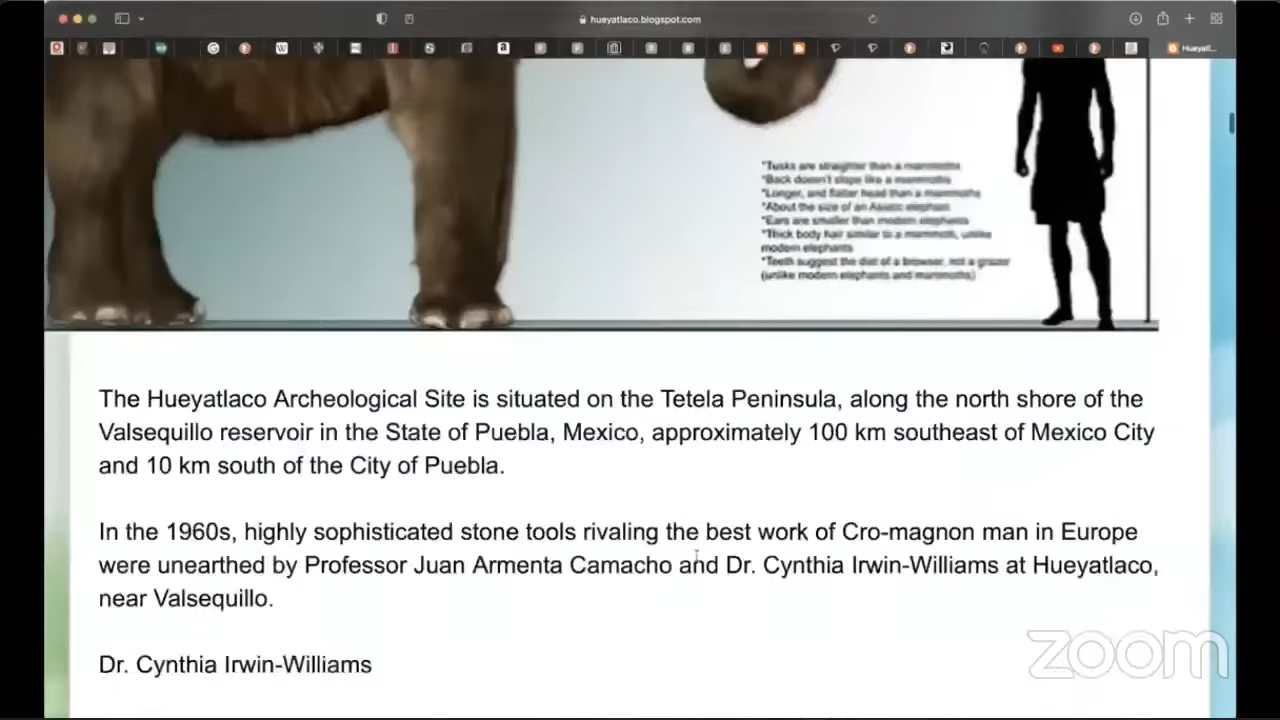 hueyatlaco.blogspot.com
Hueyatl...
*Tusks are straighter than a mammoths
*Back doesn't slope like a mammoths
*Longer, and flatter head than a mammoths
*About the size of an Asiatic elephant
*Ears are smaller than modern elephants
*Thick body hair similar to a mammoth, unlike
modern elephants
*Teeth suggest the diet of a browser, not a grazer
(unlike modern elephants and mammoths)
The Hueyatlaco Archeological Site is situated on the Tetela Peninsula, along the north shore of the
Valsequillo reservoir in the State of Puebla, Mexico, approximately 100 km southeast of Mexico City
and 10 km south of the City of Puebla.
In the 1960s, highly sophisticated stone tools rivaling the best work of Cro-magnon man in Europe
were unearthed by Professor Juan Armenta Camacho and Dr. Cynthia Irwin-Williams at Hueyatlaco,
near Valsequillo.
Dr. Cynthia Irwin-Williams
zoom